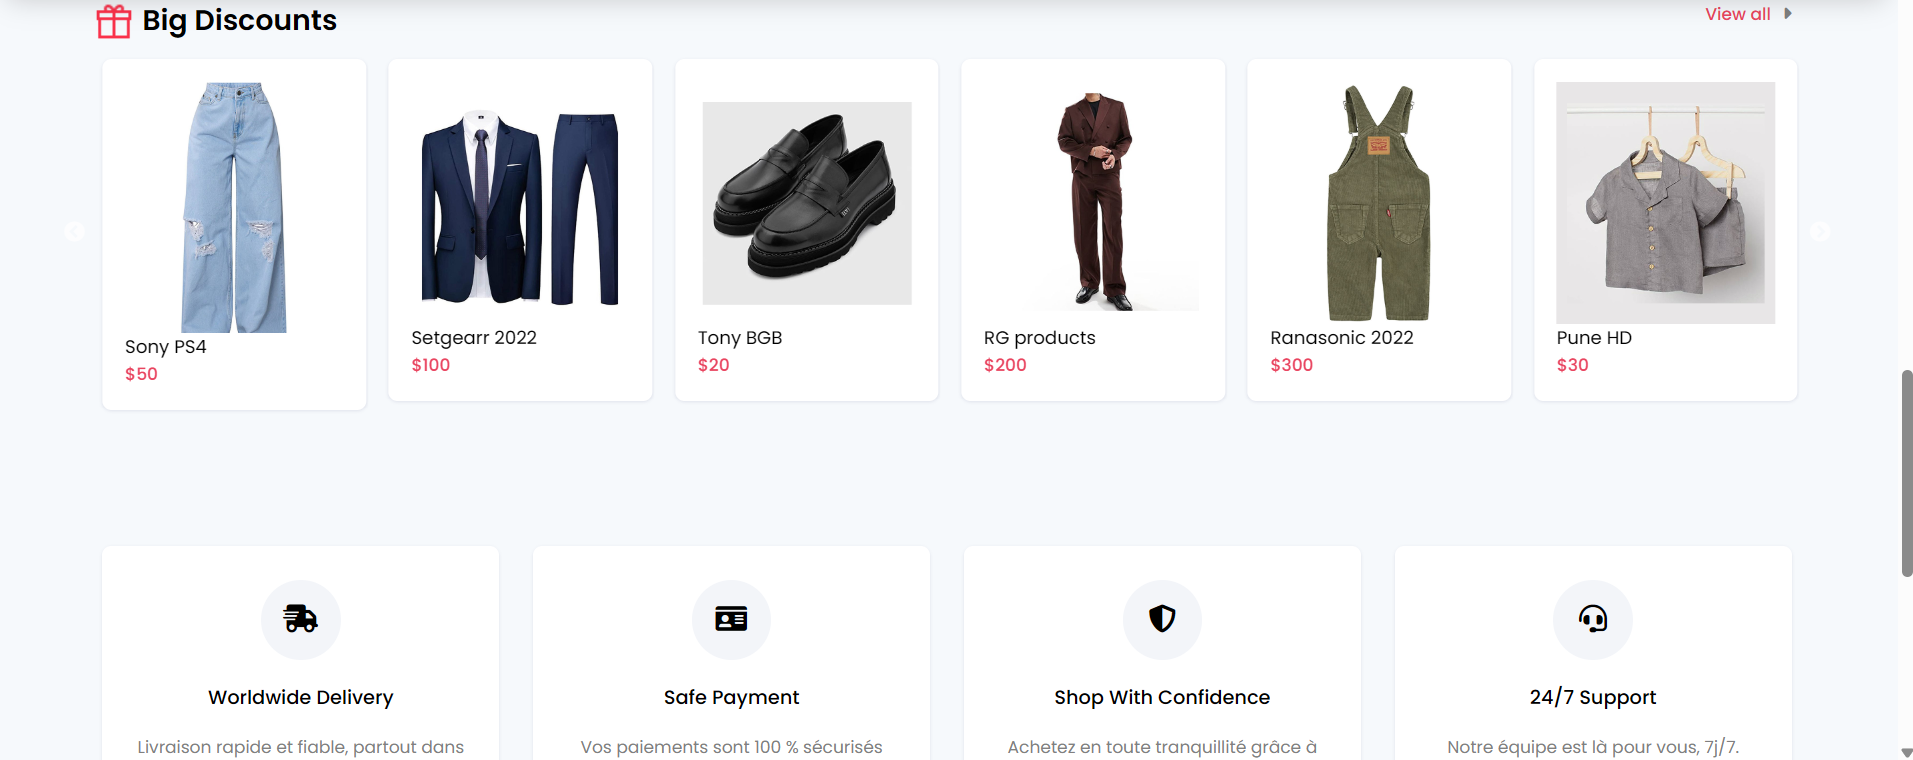 Big Discounts
View all
Sony PS4
$50
Setgearr 2022
$100
Tony BGB
$20
RG products
$200
Ranasonic 2022
$300
Pune HD
$30
Worldwide Delivery
Livraison rapide et fiable, partout dans
Safe Payment
Vos paiements sont 100 % sécurisés
Shop With Confidence
Achetez en toute tranquillité grâce à
24/7 Support
Notre équipe est là pour vous, 7j/7.